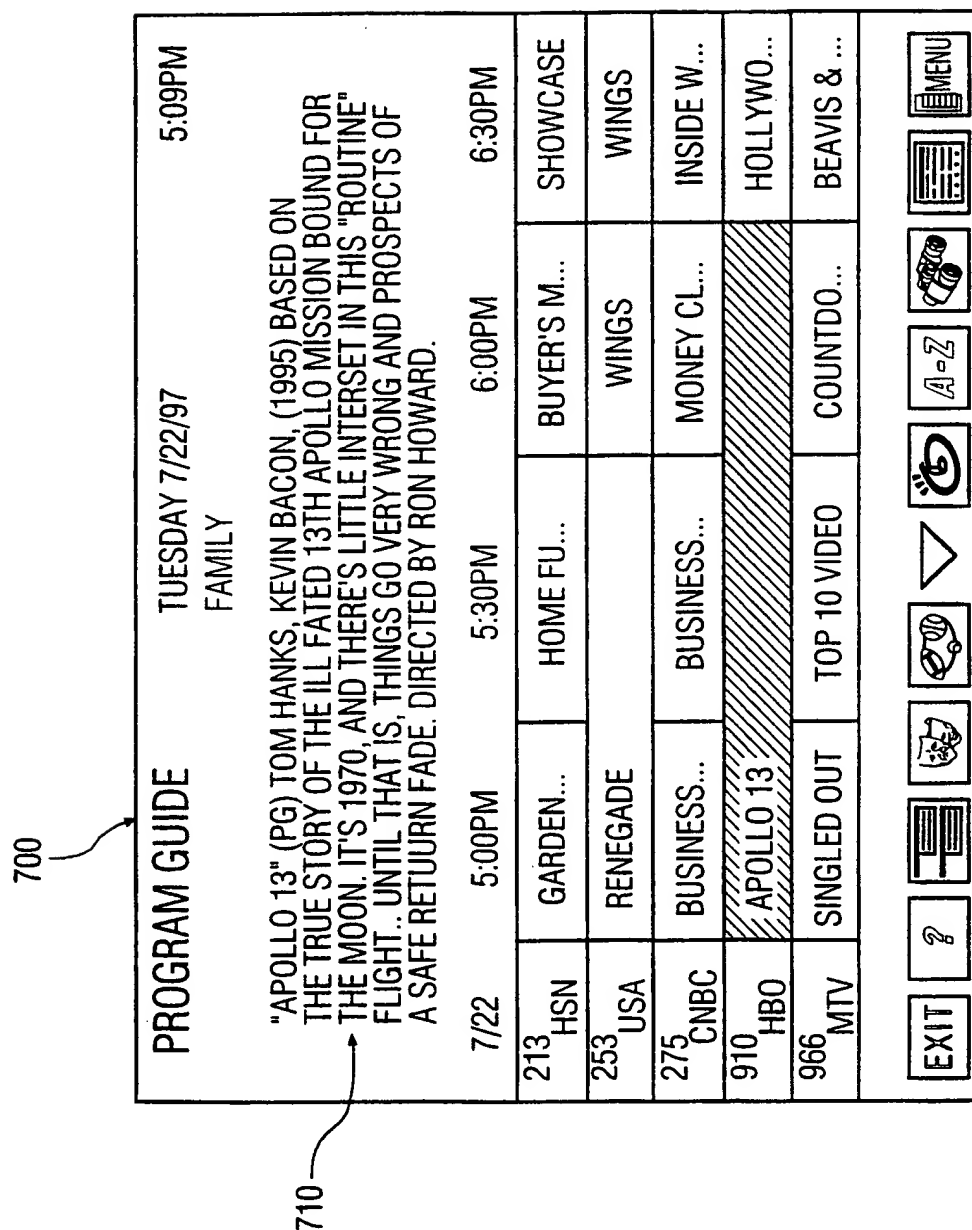 700
PROGRAM GUIDE
TUESDAY 7/22/97
5:09PM
FAMILY
710
"APOLLO 13" (PG) TOM HANKS, KEVIN BACON, (1995) BASED ON
THE TRUE STORY OF THE ILL FATED 13TH APOLLO MISSION BOUND FOR
THE MOON. IT'S 1970, AND THERE'S LITTLE INTERSET IN THIS "ROUTINE"
FLIGHT.. UNTIL THAT IS, THINGS GO VERY WRONG AND PROSPECTS OF
A SAFE RETUURN FADE. DIRECTED BY RON HOWARD.
7/22 5:00PM 5:30PM 6:00PM 6:30PM
213 HSN GARDEN... HOME FU... BUYER'S M... SHOWCASE
253 USA RENEGADE WINGS WINGS
275 CNBC BUSINESS... BUSINESS... MONEY CL... INSIDE W...
910 HBO APOLLO 13 HOLLYWO...
966 MTV SINGLED OUT TOP 10 VIDEO COUNTDO... BEAVIS & ...
EXIT ? A-Z MENU